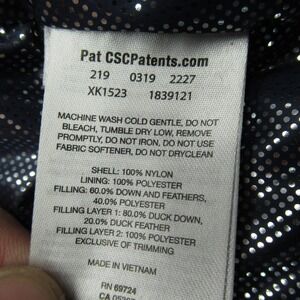 Pat CSCPatents.com
219 0319 2227
XK1523 1839121
MACHINE WASH COLD GENTLE, DO NOT
BLEACH, TUMBLE DRY LOW, REMOVE
PROMPTLY, DO NOT IRON, DO NOT USE
FABRIC SOFTENER, DO NOT DRYCLEAN
SHELL: 100% NYLON
LINING: 100% POLYESTER
FILLING: 60.0% DOWN AND FEATHERS,
40.0% POLYESTER
FILLING LAYER 1: 80.0% DUCK DOWN,
20.0% DUCK FEATHER
FILLING LAYER 2: 100% POLYESTER
EXCLUSIVE OF TRIMMING
MADE IN VIETNAM
RN 69724
CA